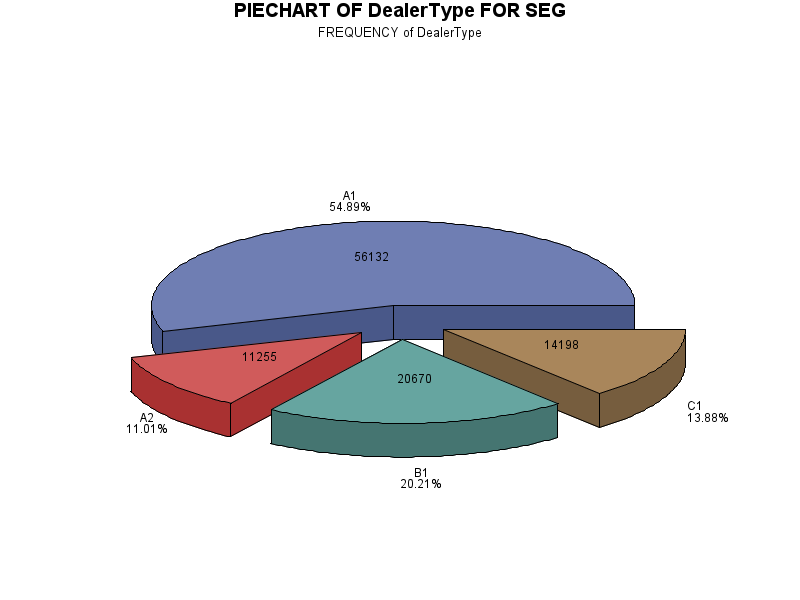 PIECHART OF DealerType FOR SEG
FREQUENCY of DealerType
A1
54.89%
56132
11255
14198
20670
A2
11.01%
C1
13.88%
B1
20.21%